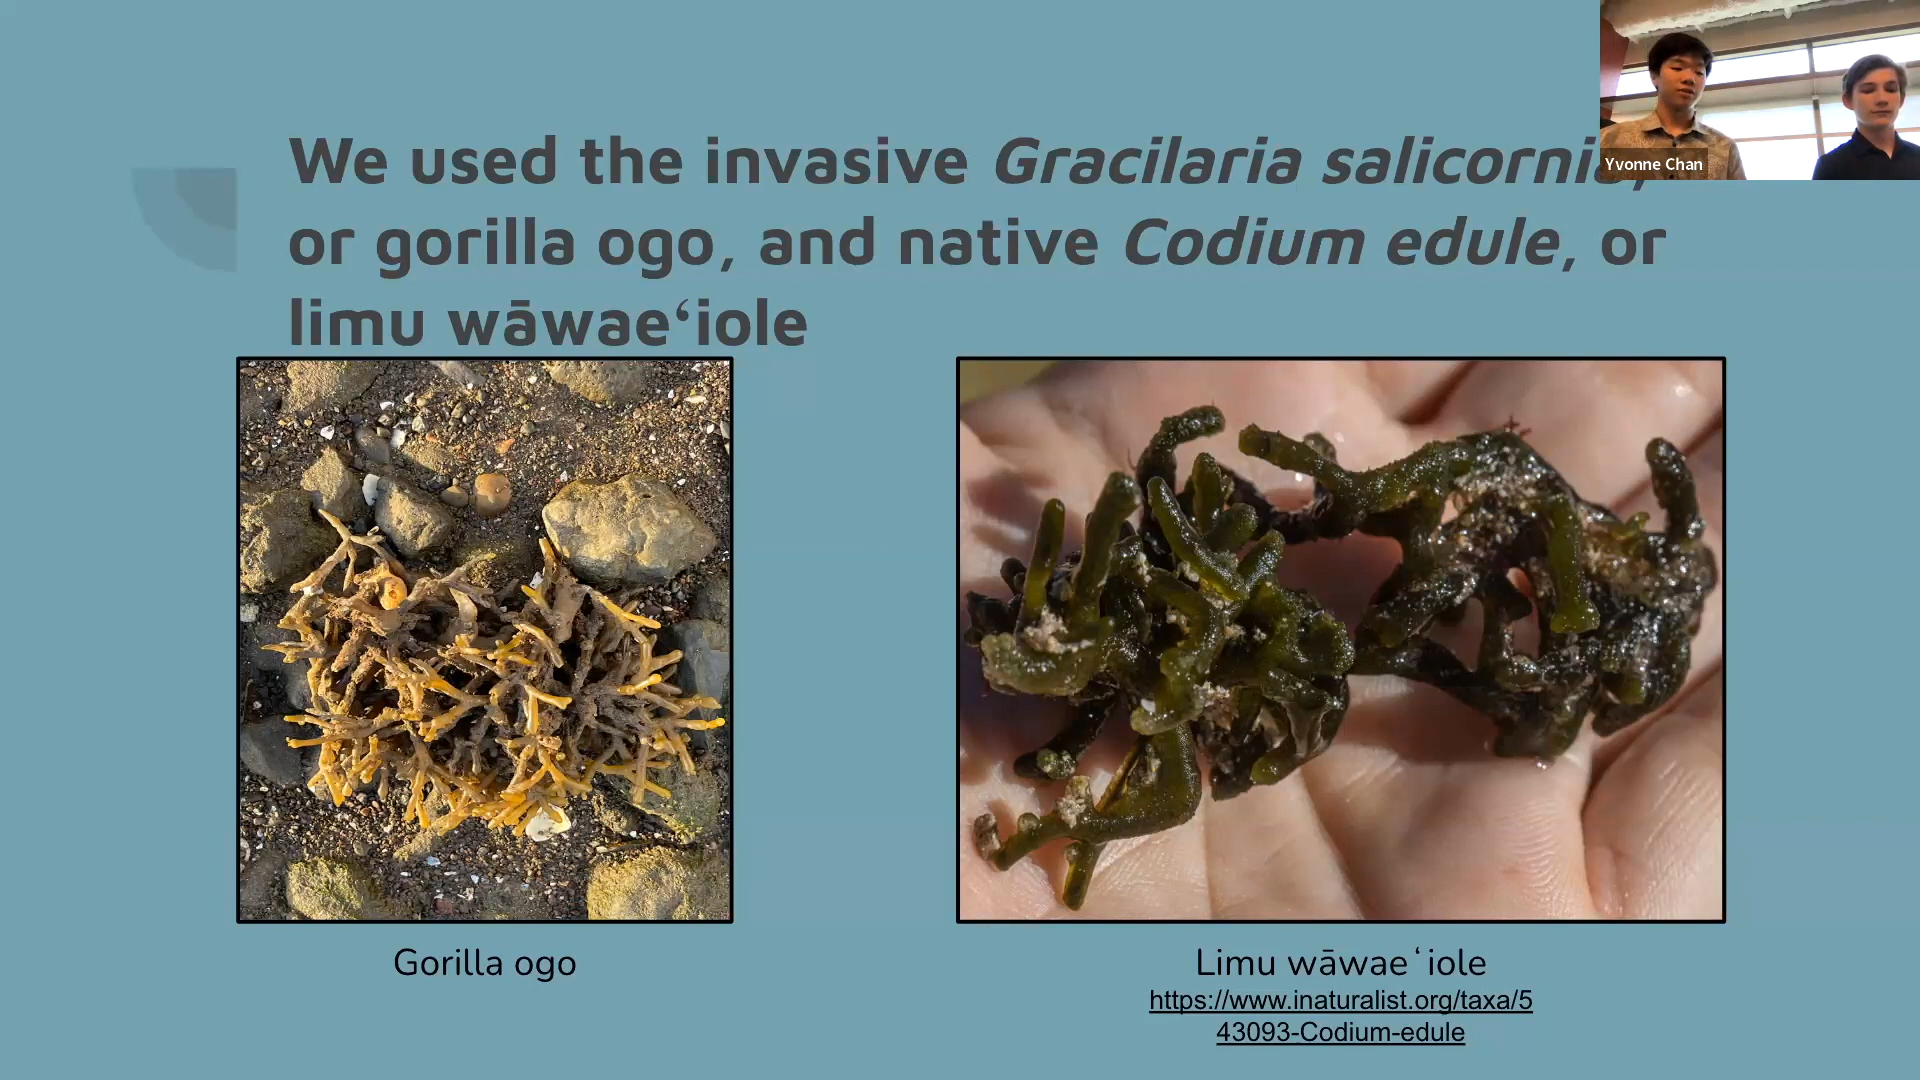 We used the invasive Gracilaria salicornia,
or gorilla ogo, and native Codium edule, or
limu wāwaeʻiole
Yvonne Chan
Gorilla ogo
Limu wāwaeʻiole
https://www.inaturalist.org/taxa/5
43093-Codium-edule